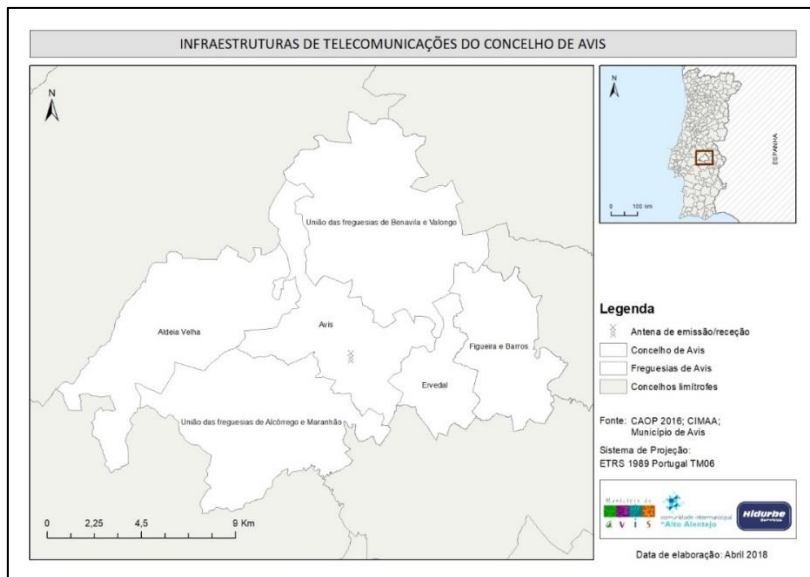 INFRAESTRUTURAS DE TELECOMUNICAÇÕES DO CONCELHO DE AVIS
N
União das freguesias de Benavila e Valongo
Aldeia Velha
Avis
Figueira e Barros
Ervedal
União das freguesias de Alcórrego e Maranhão
0 2,25 4,5 9 Km
N
ESPANHA
0 100 km
Legenda
Antena de emissão/receção
Concelho de Avis
Freguesias de Avis
Concelhos limítrofes
Fonte: CAOP 2016; CIMAA;
Município de Avis
Sistema de Projeção:
ETRS 1989 Portugal TM06
Município de
avis
comunidade intermunicipal
do Alto Alentejo
Hidurbe
Serviços
Data de elaboração: Abril 2018